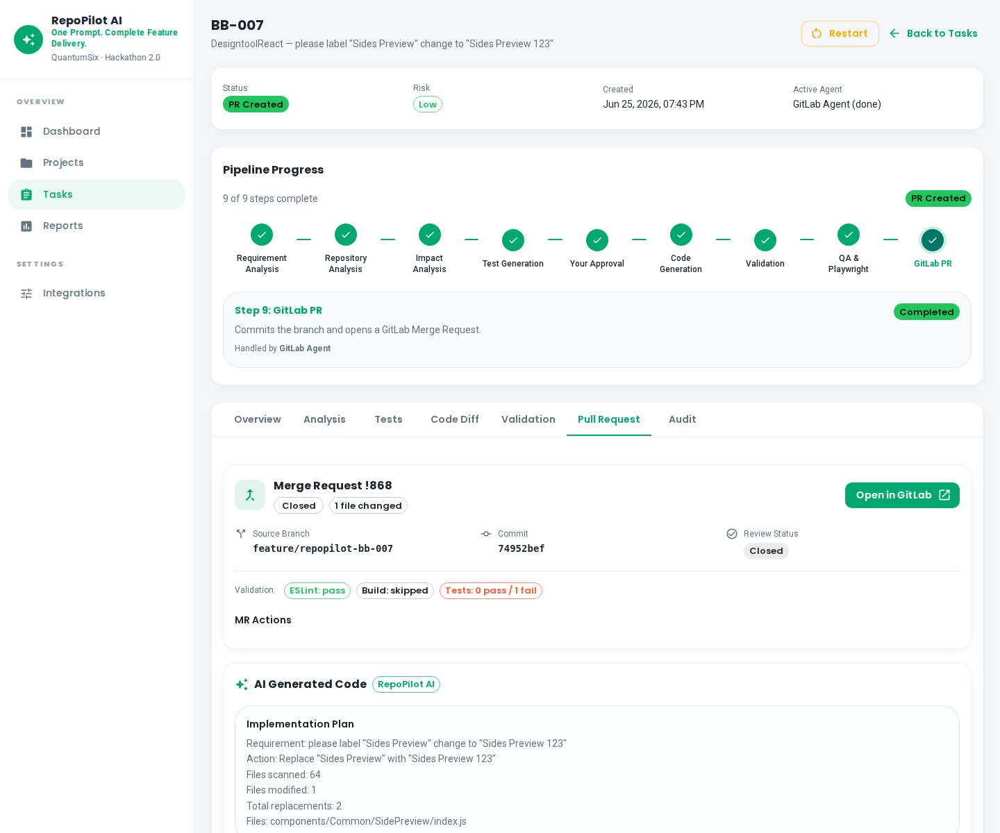 RepoPilot AI
One Prompt. Complete Feature
Delivery.
QuantumSix · Hackathon 2.0
OVERVIEW
Dashboard
Projects
Tasks
Reports
SETTINGS
Integrations
BB-007
DesigntoolReact — please label "Sides Preview" change to "Sides Preview 123"
Restart
Back to Tasks
Status
PR Created
Risk
Low
Created
Jun 25, 2026, 07:43 PM
Active Agent
GitLab Agent (done)
Pipeline Progress
9 of 9 steps complete
PR Created
Requirement
Analysis
Repository
Analysis
Impact
Analysis
Test Generation
Your Approval
Code
Generation
Validation
QA &
Playwright
GitLab PR
Step 9: GitLab PR
Completed
Commits the branch and opens a GitLab Merge Request.
Handled by GitLab Agent
Overview
Analysis
Tests
Code Diff
Validation
Pull Request
Audit
Merge Request !868
Closed
1 file changed
Open in GitLab
Source Branch
feature/repopilot-bb-007
Commit
74952bef
Review Status
Closed
Validation:
ESLint: pass
Build: skipped
Tests: 0 pass / 1 fail
MR Actions
AI Generated Code
RepoPilot AI
Implementation Plan
Requirement: please label "Sides Preview" change to "Sides Preview 123"
Action: Replace "Sides Preview" with "Sides Preview 123"
Files scanned: 64
Files modified: 1
Total replacements: 2
Files: components/Common/SidePreview/index.js